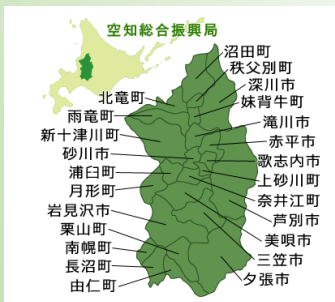 空知総合振興局
沼田町
秩父別町
深川市
妹背牛町
滝川市
赤平市
歌志内市
上砂川町
奈井江町
芦別市
美唄市
三笠市
夕張市
北竜町
雨竜町
新十津川町
砂川市
浦臼町
月形町
岩見沢市
栗山町
南幌町
長沼町
由仁町